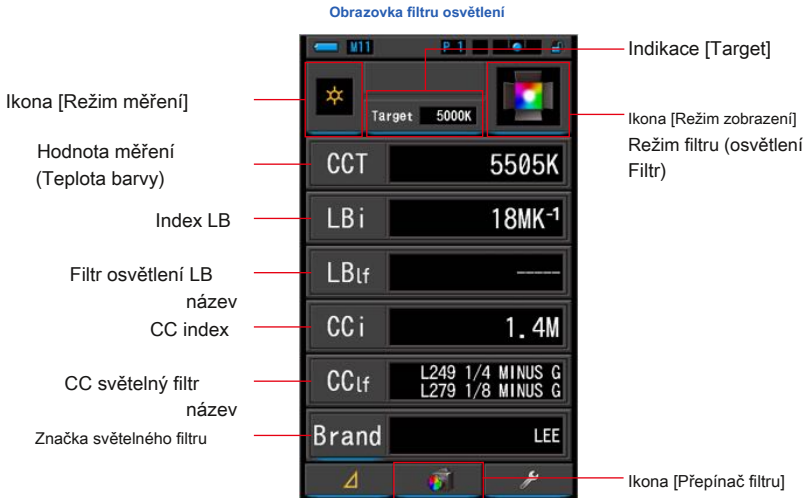 Obrazovka filtru osvětlení
M11 P 1
Indikace [Target]
Ikona [Režim měření]
Target 5000K
Ikona [Režim zobrazení]
Režim filtru (osvětlení
Filtr)
Hodnota měření
(Teplota barvy)
CCT 5505K
Index LB
LBi 18MK-1
Filtr osvětlení LB
název
LBlf -----
CC index
CCi 1.4M
CC světelný filtr
název
CClf L249 1/4 MINUS G
L279 1/8 MINUS G
Značka světelného filtru
Brand LEE
Ikona [Přepínač filtru]